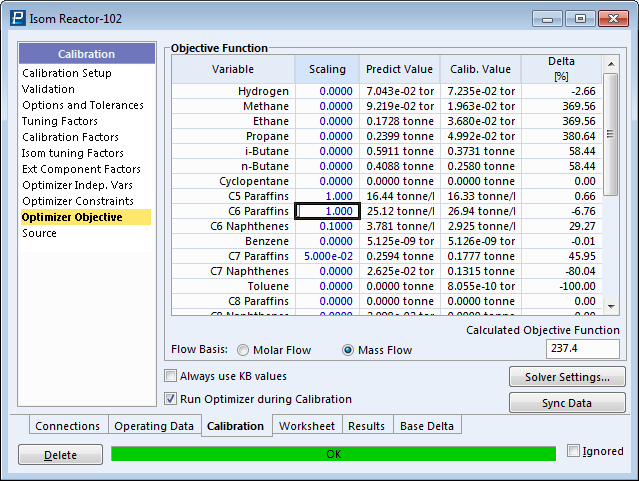 Isom Reactor-102
Calibration
Calibration Setup
Validation
Options and Tolerances
Tuning Factors
Calibration Factors
Isom tuning Factors
Ext Component Factors
Optimizer Indep. Vars
Optimizer Constraints
Optimizer Objective
Source
Objective Function
Variable Scaling Predict Value Calib. Value Delta [%]
Hydrogen 0.0000 7.043e-02 tor 7.235e-02 tor -2.66
Methane 0.0000 9.219e-02 tor 1.963e-02 tor 369.56
Ethane 0.0000 0.1728 tonne 3.680e-02 tor 369.56
Propane 0.0000 0.2399 tonne 4.992e-02 tor 380.64
i-Butane 0.0000 0.5911 tonne 0.3731 tonne 58.44
n-Butane 0.0000 0.4088 tonne 0.2580 tonne 58.44
Cyclopentane 0.0000 0.0000 tonne 0.0000 tonne 0.00
C5 Paraffins 1.000 16.44 tonne/l 16.33 tonne/l 0.66
C6 Paraffins 1.000 25.12 tonne/l 26.94 tonne/l -6.76
C6 Naphthenes 0.1000 3.781 tonne/l 2.925 tonne/l 29.27
Benzene 0.0000 5.125e-09 tor 5.126e-09 tor -0.01
C7 Paraffins 5.000e-02 0.2594 tonne 0.1777 tonne 45.95
C7 Naphthenes 0.0000 2.625e-02 tor 0.1315 tonne -80.04
Toluene 0.0000 0.0000 tonne 8.055e-10 tor -100.00
C8 Paraffins 0.0000 0.0000 tonne 0.0000 tonne 0.00
Calculated Objective Function
Flow Basis: Molar Flow Mass Flow 237.4
Always use KB values Solver Settings...
Run Optimizer during Calibration Sync Data
Connections Operating Data Calibration Worksheet Results Base Delta
Delete OK Ignored